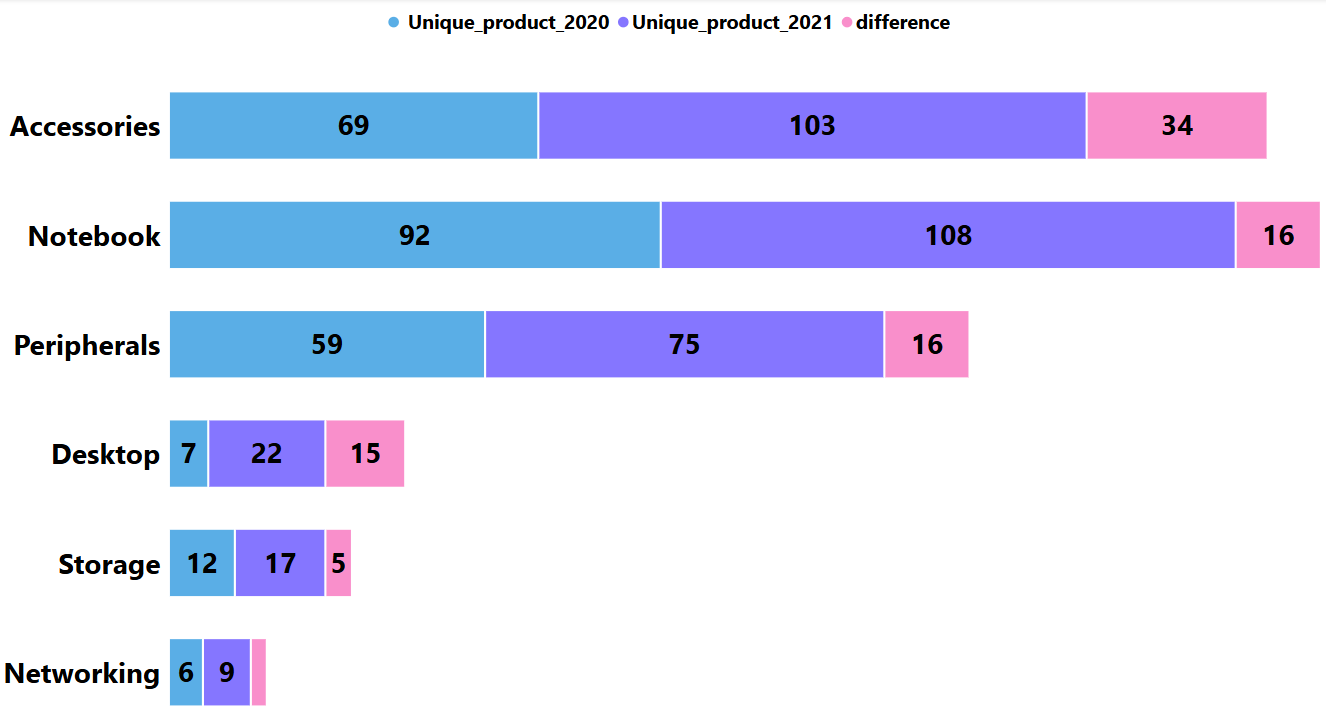 Unique_product_2020 Unique_product_2021 difference
Accessories 69 103 34
Notebook 92 108 16
Peripherals 59 75 16
Desktop 7 22 15
Storage 12 17 5
Networking 6 9